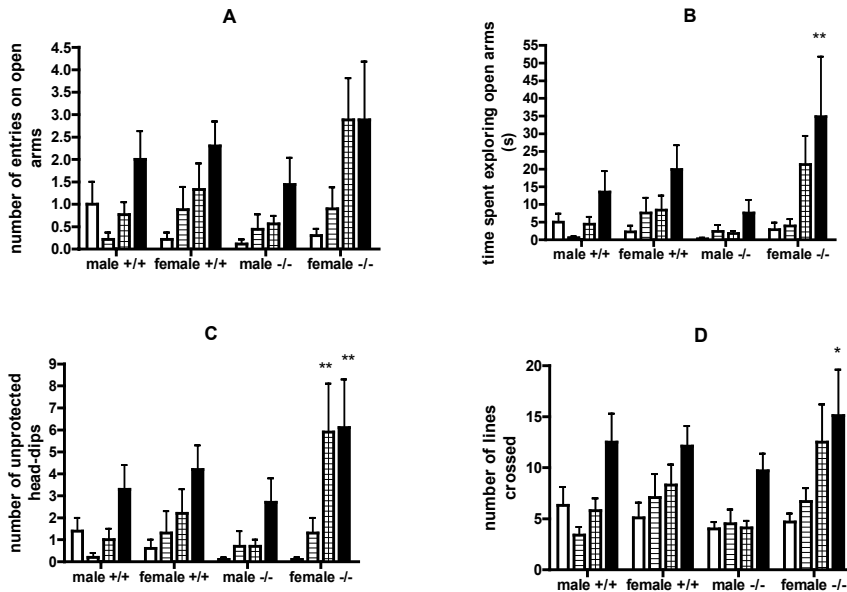 A
number of entries on open
arms
4.5
4.0
3.5
3.0
2.5
2.0
1.5
1.0
0.5
0.0
male +/+ female +/+ male -/- female -/-
B
time spent exploring open arms
(s)
55
50
45
40
35
30
25
20
15
10
5
0
**
male +/+ female +/+ male -/- female -/-
C
number of unprotected
head-dips
9
8
7
6
5
4
3
2
1
0
** **
male +/+ female +/+ male -/- female -/-
D
number of lines
crossed
20
15
10
5
0
*
male +/+ female +/+ male -/- female -/-